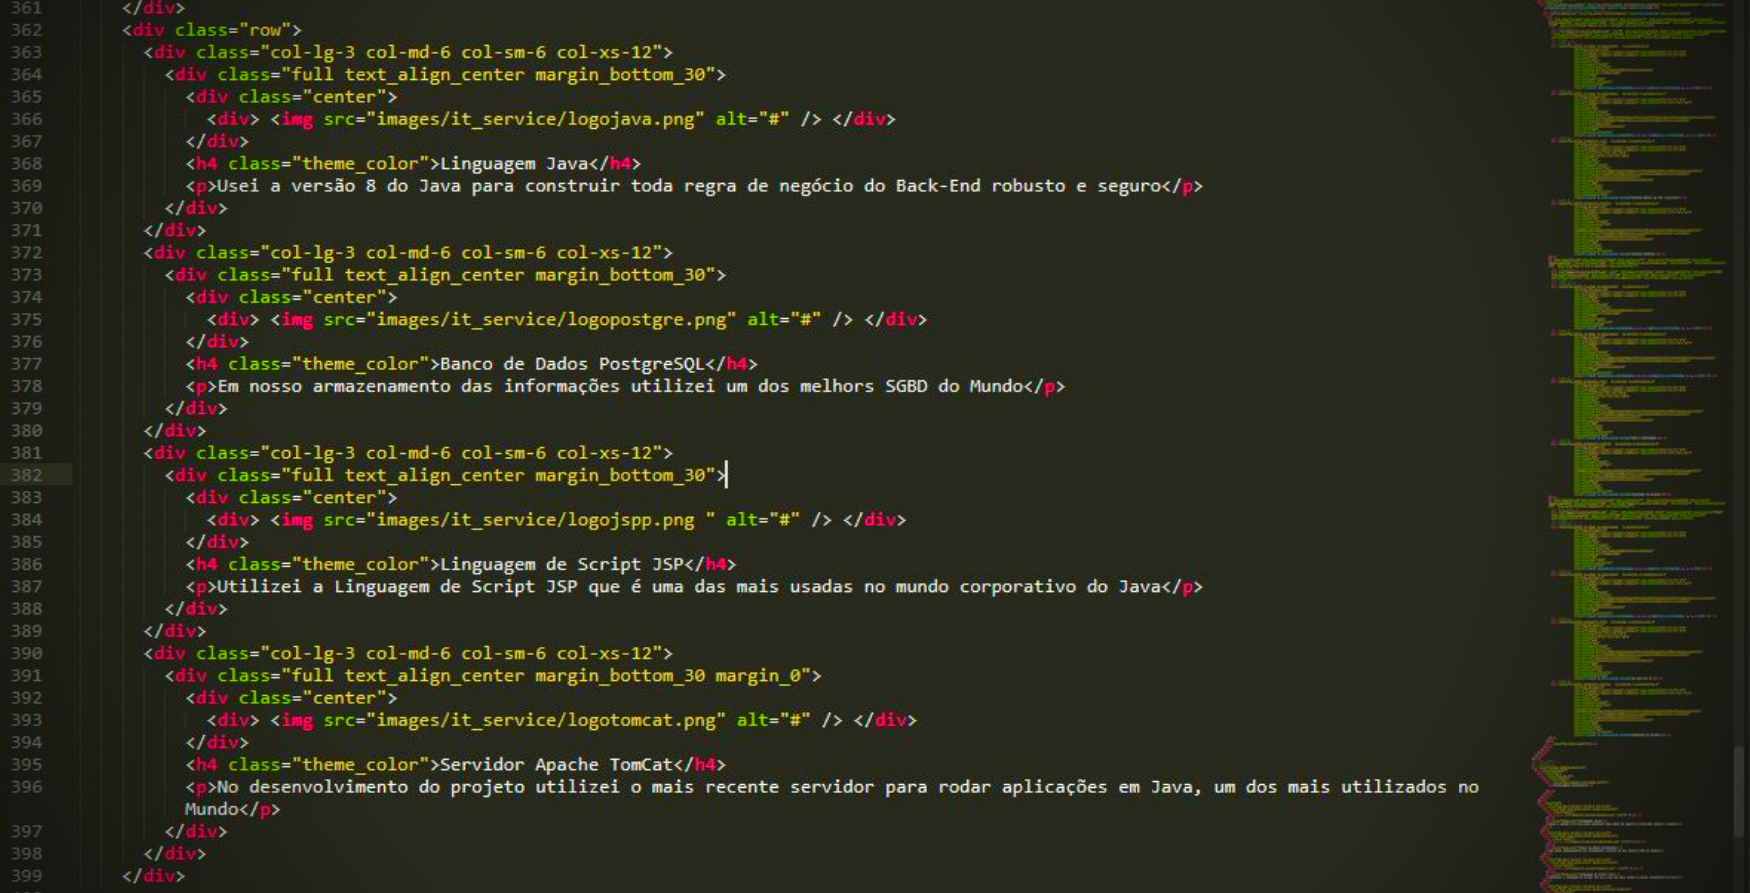 361 </div>
362 <div class="row">
363 <div class="col-lg-3 col-md-6 col-sm-6 col-xs-12">
364 <div class="full text_align_center margin_bottom_30">
365 <div class="center">
366 <div> <img src="images/it_service/logojava.png" alt="#" /> </div>
367 </div>
368 <h4 class="theme_color">Linguagem Java</h4>
369 <p>Usei a versão 8 do Java para construir toda regra de negócio do Back-End robusto e seguro</p>
370 </div>
371 </div>
372 <div class="col-lg-3 col-md-6 col-sm-6 col-xs-12">
373 <div class="full text_align_center margin_bottom_30">
374 <div class="center">
375 <div> <img src="images/it_service/logopostgre.png" alt="#" /> </div>
376 </div>
377 <h4 class="theme_color">Banco de Dados PostgreSQL</h4>
378 <p>Em nosso armazenamento das informações utilizei um dos melhors SGBD do Mundo</p>
379 </div>
380 </div>
381 <div class="col-lg-3 col-md-6 col-sm-6 col-xs-12">
382 <div class="full text_align_center margin_bottom_30">
383 <div class="center">
384 <div> <img src="images/it_service/logojspp.png " alt="#" /> </div>
385 </div>
386 <h4 class="theme_color">Linguagem de Script JSP</h4>
387 <p>Utilizei a Linguagem de Script JSP que é uma das mais usadas no mundo corporativo do Java</p>
388 </div>
389 </div>
390 <div class="col-lg-3 col-md-6 col-sm-6 col-xs-12">
391 <div class="full text_align_center margin_bottom_30 margin_0">
392 <div class="center">
393 <div> <img src="images/it_service/logotomcat.png" alt="#" /> </div>
394 </div>
395 <h4 class="theme_color">Servidor Apache TomCat</h4>
396 <p>No desenvolvimento do projeto utilizei o mais recente servidor para rodar aplicações em Java, um dos mais utilizados no
Mundo</p>
397 </div>
398 </div>
399 </div>